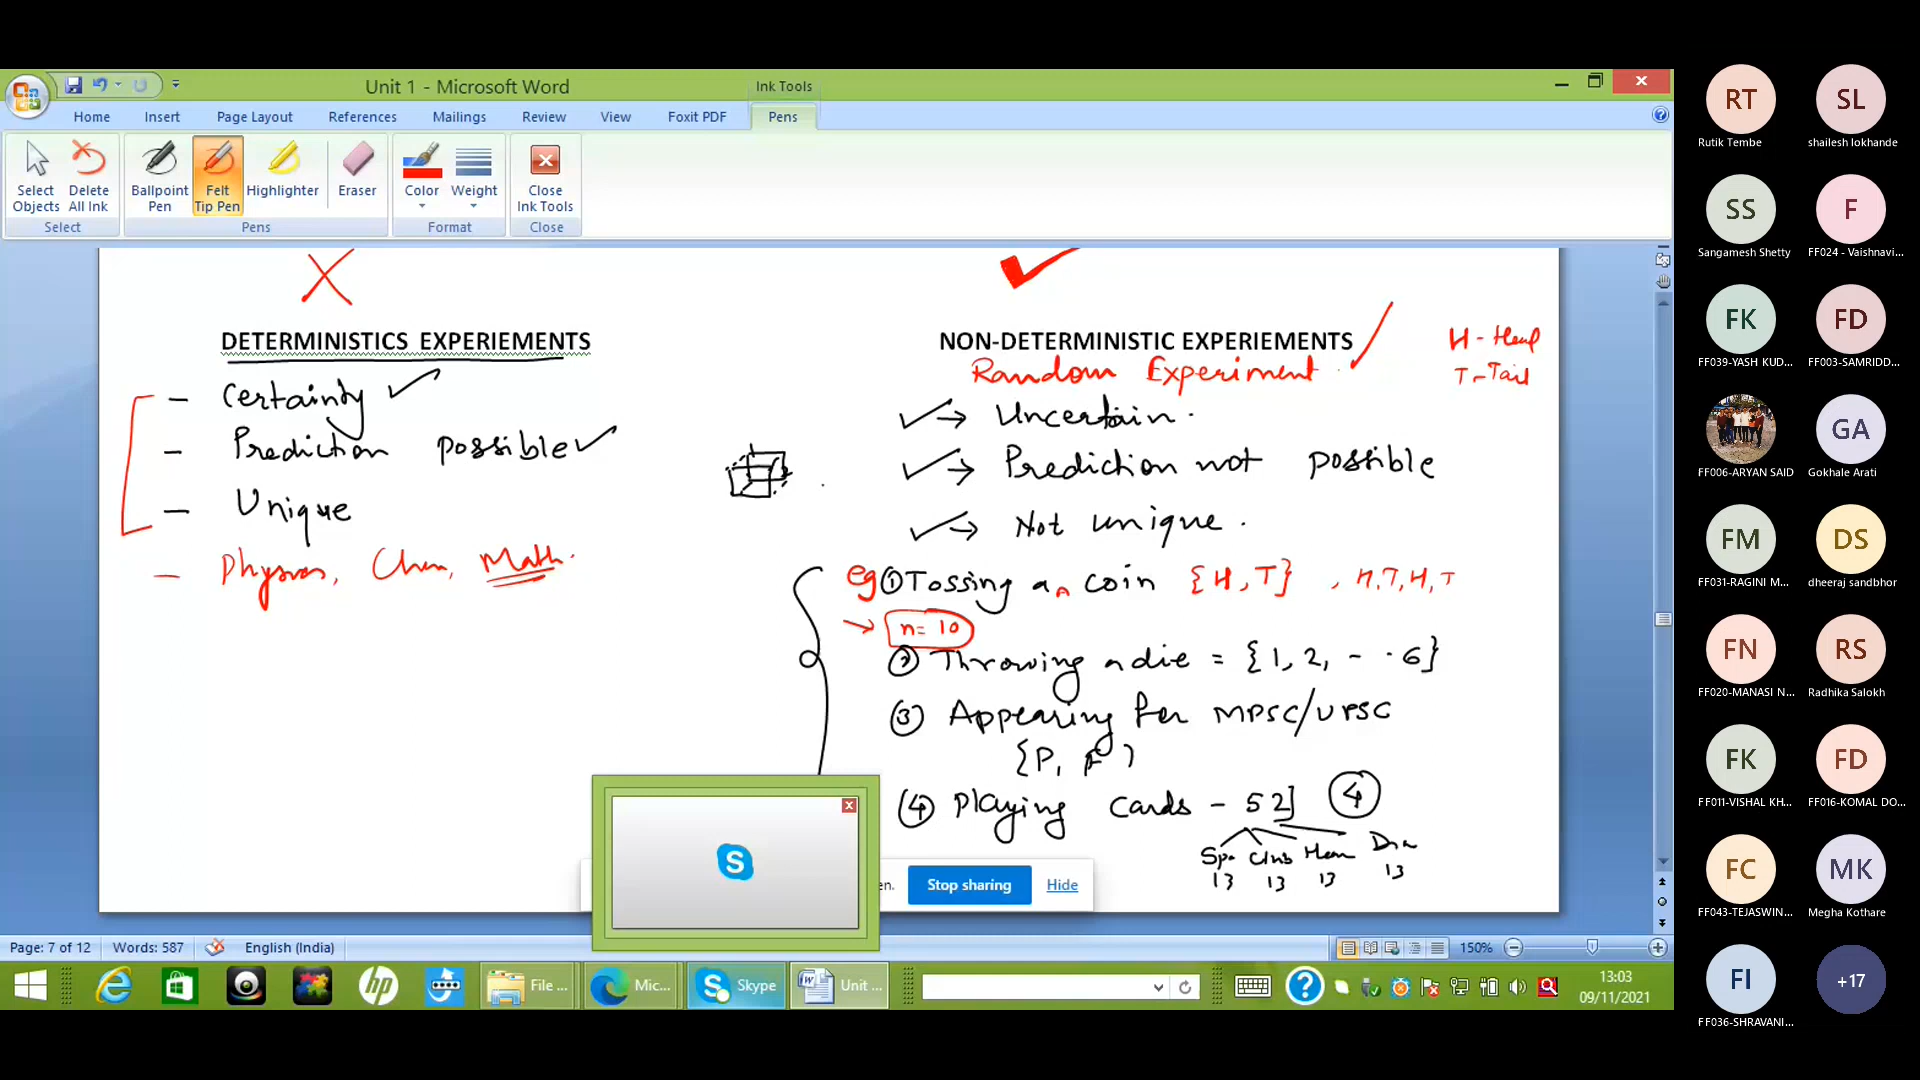 Unit 1 - Microsoft Word
Ink Tools
Home Insert Page Layout References Mailings Review View Foxit PDF Pens
Select Objects
Delete All Ink
Ballpoint Pen
Felt Tip Pen
Highlighter
Eraser
Color
Weight
Close Ink Tools
Select Pens Format Close
DETERMINISTICS EXPERIEMENTS
- Certainty
- Prediction possible
- Unique
- Physics, Chem, Math.
NON-DETERMINISTIC EXPERIEMENTS
Random Experiment
H - Head
T - Tail
→ Uncertain.
→ Prediction not possible
→ Not unique.
eg ① Tossing a coin {H, T} , H, T, H, T
→ n = 10
② Throwing a die = {1, 2, - - 6}
③ Appearing for MPSC/UPSC
{P, F}
④ Playing cards - 52] ④
Spa Club
13 13 13 13
en. Stop sharing Hide
Page: 7 of 12 Words: 587 English (India) 150%
File ... Mic... Skype Unit ...
13:03
09/11/2021
RT SL
Rutik Tembe shailesh lokhande
SS F
Sangamesh Shetty FF024 - Vaishnavi...
FK FD
FF039-YASH KUD... FF003-SAMRIDD...
GA
FF006-ARYAN SAID Gokhale Arati
FM DS
FF031-RAGINI M... dheeraj sandbhor
FN RS
FF020-MANASI N... Radhika Salokh
FK FD
FF011-VISHAL KH... FF016-KOMAL DO...
FC MK
FF043-TEJASWIN... Megha Kothare
FI +17
FF036-SHRAVANI...